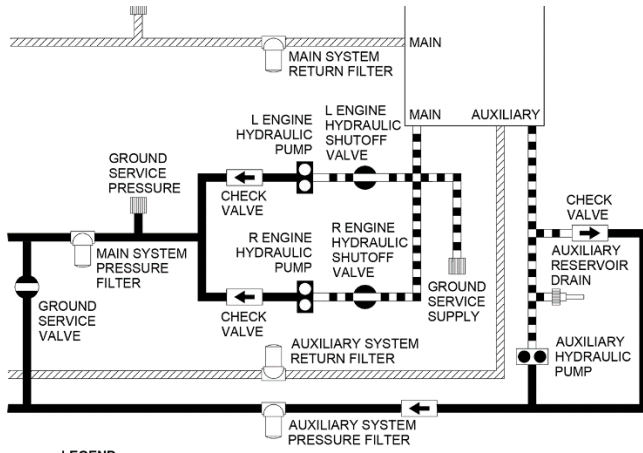 MAIN
MAIN SYSTEM
RETURN FILTER
MAIN
AUXILIARY
L ENGINE
HYDRAULIC
PUMP
L ENGINE
HYDRAULIC
SHUTOFF
VALVE
GROUND
SERVICE
PRESSURE
CHECK
VALVE
CHECK
VALVE
MAIN SYSTEM
PRESSURE
FILTER
R ENGINE
HYDRAULIC
PUMP
R ENGINE
HYDRAULIC
SHUTOFF
VALVE
AUXILIARY
RESERVOIR
DRAIN
GROUND
SERVICE
SUPPLY
GROUND
SERVICE
VALVE
CHECK
VALVE
AUXILIARY SYSTEM
RETURN FILTER
AUXILIARY
HYDRAULIC
PUMP
AUXILIARY SYSTEM
PRESSURE FILTER
LEGEND